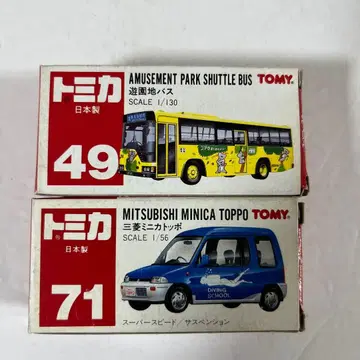 トミカ
日本製
49
AMUSEMENT PARK SHUTTLE BUS TOMY
遊園地バス
SCALE 1/130
トミカ
日本製
71
MITSUBISHI MINICA TOPPO TOMY
三菱ミニカトッポ
SCALE 1/56
DIVING
SCHOOL
スーパースピード/サスペンション